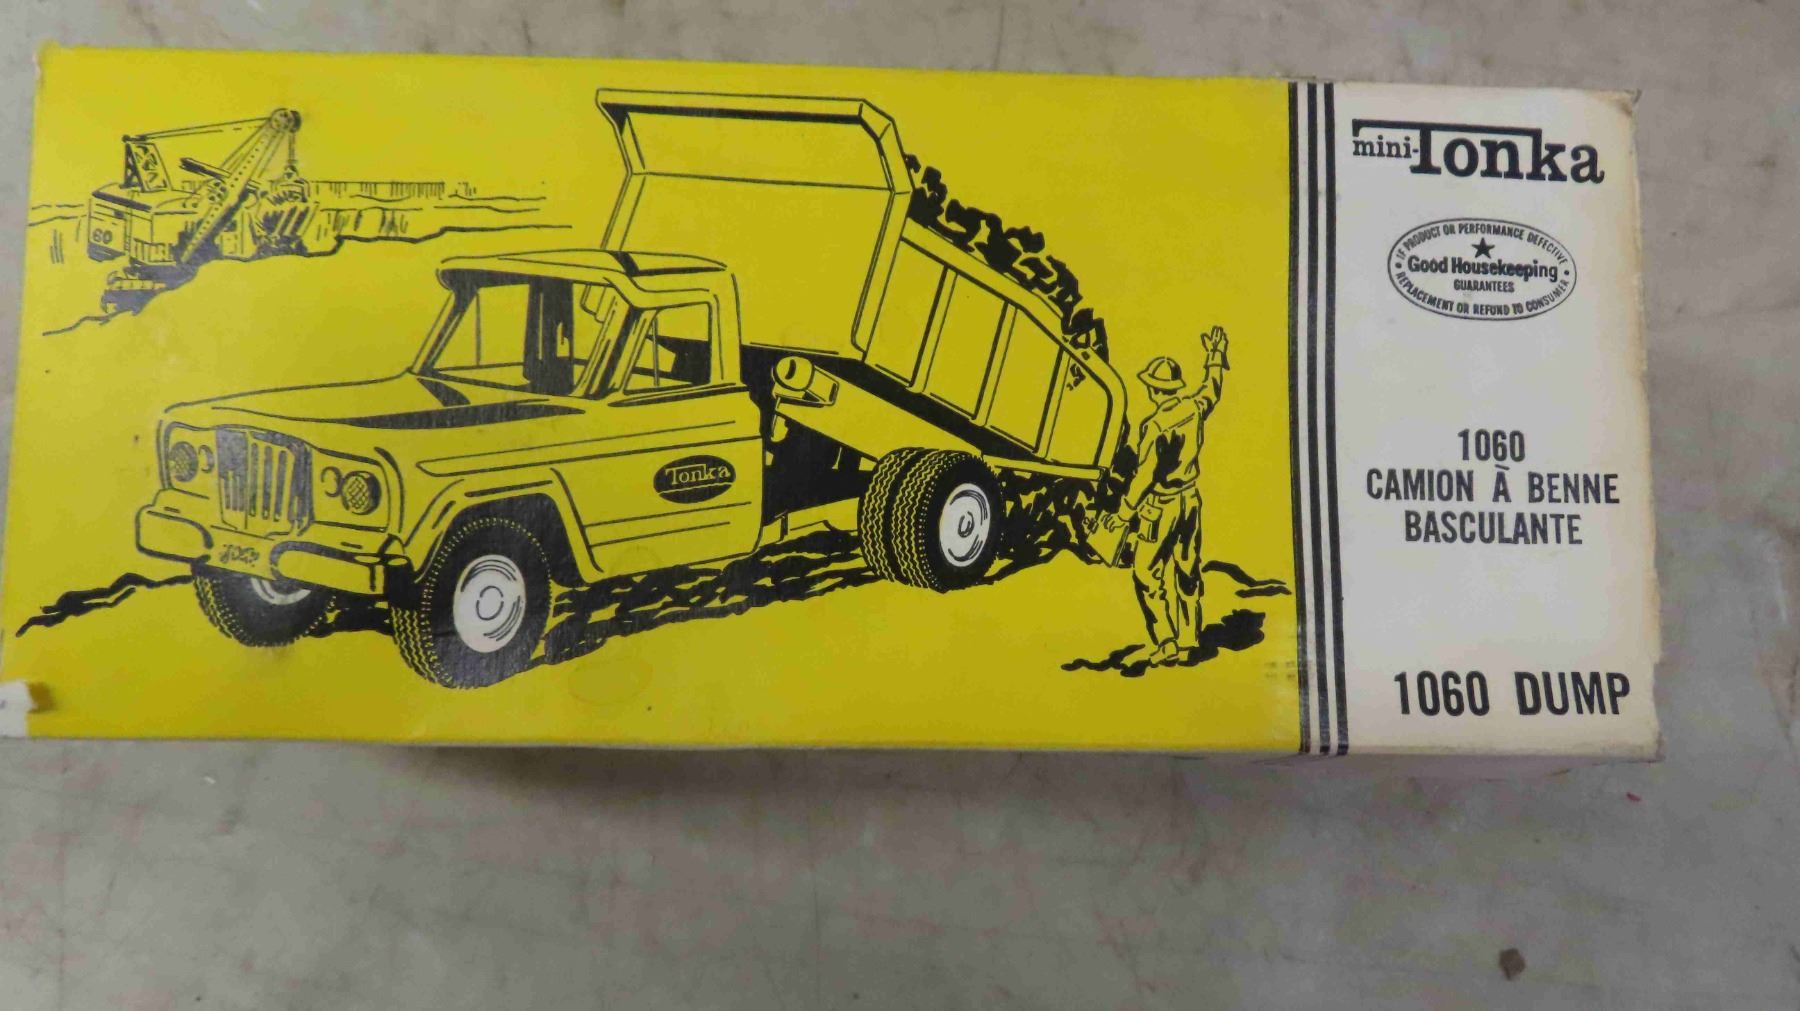 60
Tonka
mini-Tonka
IF PRODUCT OR PERFORMANCE DEFECTIVE
Good Housekeeping
GUARANTEES
REPLACEMENT OR REFUND TO CONSUMER
1060
CAMION À BENNE
BASCULANTE
1060 DUMP